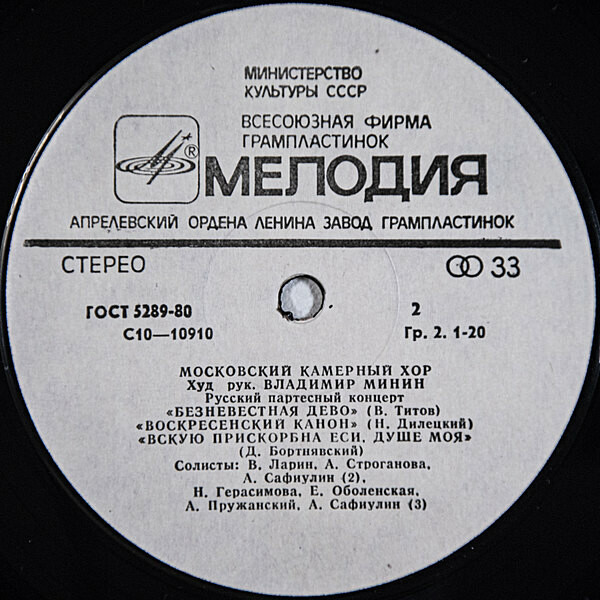 МИНИСТЕРСТВО
КУЛЬТУРЫ СССР
ВСЕСОЮЗНАЯ ФИРМА
ГРАМПЛАСТИНОК
®
МЕЛОДИЯ
АПРЕЛЕВСКИЙ ОРДЕНА ЛЕНИНА ЗАВОД ГРАМПЛАСТИНОК
СТЕРЕО 33
ГОСТ 5289-80 2
С10—10910 Гр. 2. 1-20
МОСКОВСКИЙ КАМЕРНЫЙ ХОР
Худ рук. ВЛАДИМИР МИНИН
Русский партесный концерт
«БЕЗНЕВЕСТНАЯ ДЕВО» (В. Титов)
«ВОСКРЕСЕНСКИЙ КАНОН» (Н. Дилецкий)
«ВСКУЮ ПРИСКОРБНА ЕСИ, ДУШЕ МОЯ»
(Д. Бортнявский)
Солисты: В. Ларин, А. Строганова,
А. Сафиулин (2),
Н. Герасимова, Е. Оболенская,
А. Пружанский, А. Сафиулин (3)